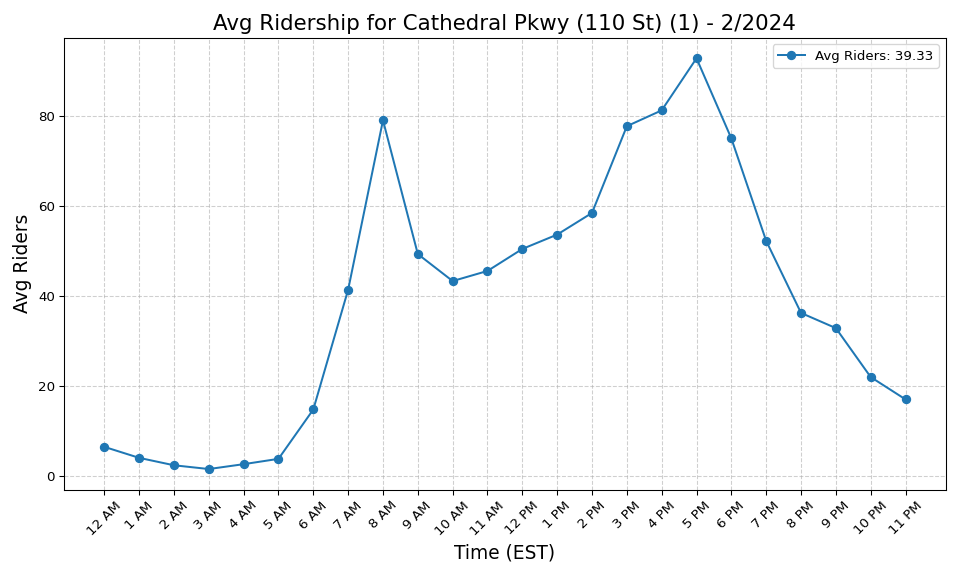 Avg Ridership for Cathedral Pkwy (110 St) (1) - 2/2024
Avg Riders: 39.33
Avg Riders
80
60
40
20
0
12 AM
1 AM
2 AM
3 AM
4 AM
5 AM
6 AM
7 AM
8 AM
9 AM
10 AM
11 AM
12 PM
1 PM
2 PM
3 PM
4 PM
5 PM
6 PM
7 PM
8 PM
9 PM
10 PM
11 PM
Time (EST)